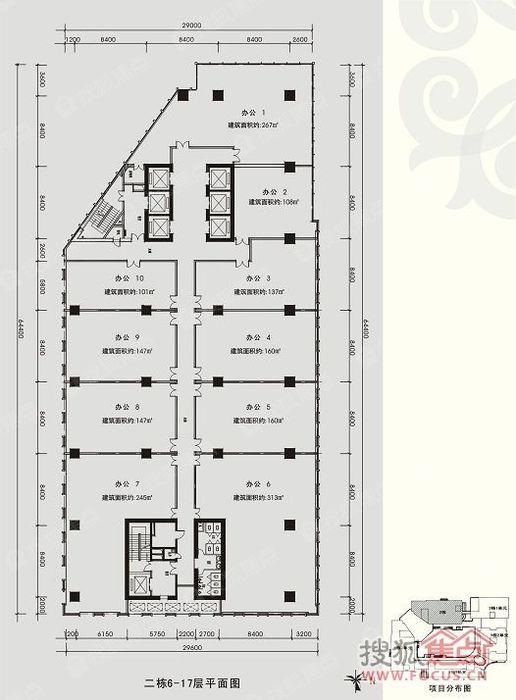 29000
1200 8400 8400 8400 2600
3600 3600
办公 1
建筑面积约:267㎡
8400 8400
办公 2
建筑面积约:108㎡
8400 8400
2600 2600
办公 10 办公 3
建筑面积约:101㎡ 建筑面积约:137㎡
5800 5800
64400 64400
办公 9 办公 4
建筑面积约:147㎡ 建筑面积约:160㎡
8400 8400
办公 8 办公 5
建筑面积约:147㎡ 建筑面积约:160㎡
8400 8400
办公 7 办公 6
建筑面积约:245㎡ 建筑面积约:313㎡
8400 8400
8400 8400
2000 2000
1200 6150 5750 2200 2700 8400 3200
29600
二栋6-17层平面图
搜狐焦点
WWW.FOCUS.CN
项目分布图